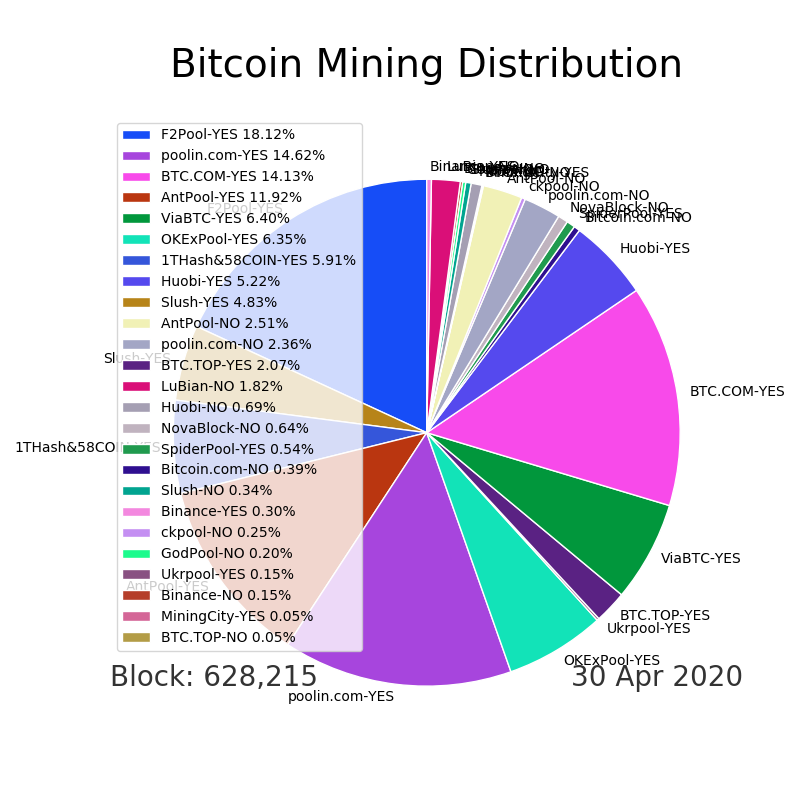 Bitcoin Mining Distribution
F2Pool-YES 18.12%
poolin.com-YES 14.62%
BTC.COM-YES 14.13%
AntPool-YES 11.92%
ViaBTC-YES 6.40%
OKExPool-YES 6.35%
1THash&58COIN-YES 5.91%
Huobi-YES 5.22%
Slush-YES 4.83%
AntPool-NO 2.51%
poolin.com-NO 2.36%
BTC.TOP-YES 2.07%
LuBian-NO 1.82%
Huobi-NO 0.69%
NovaBlock-NO 0.64%
SpiderPool-YES 0.54%
Bitcoin.com-NO 0.39%
Slush-NO 0.34%
Binance-YES 0.30%
ckpool-NO 0.25%
GodPool-NO 0.20%
Ukrpool-YES 0.15%
Binance-NO 0.15%
MiningCity-YES 0.05%
BTC.TOP-NO 0.05%
F2Pool-YES
Slush-YES
1THash&58COIN-YES
AntPool-YES
poolin.com-YES
OKExPool-YES
Ukrpool-YES
BTC.TOP-YES
ViaBTC-YES
BTC.COM-YES
Huobi-YES
Bitcoin.com-NO
SpiderPool-YES
NovaBlock-NO
poolin.com-NO
ckpool-NO
AntPool-NO
Block: 628,215
30 Apr 2020